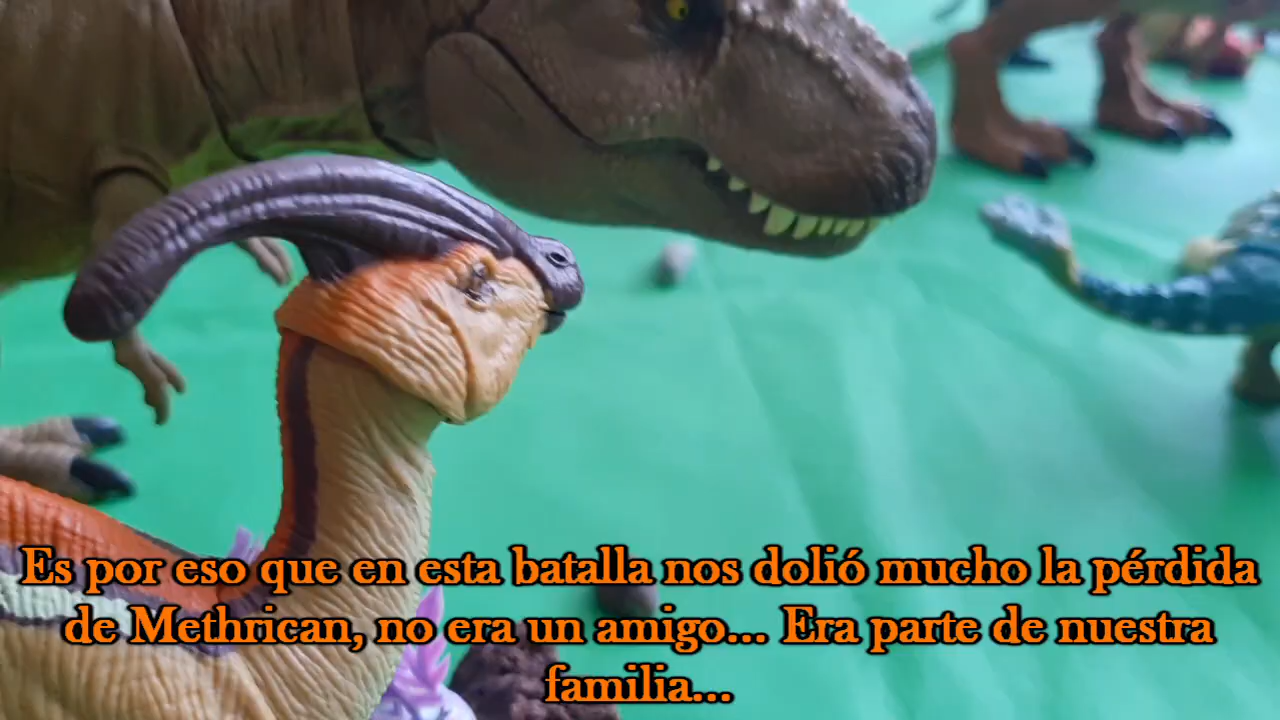 Es por eso que en esta batalla nos dolió mucho la pérdida
de Methrican, no era un amigo... Era parte de nuestra
familia...